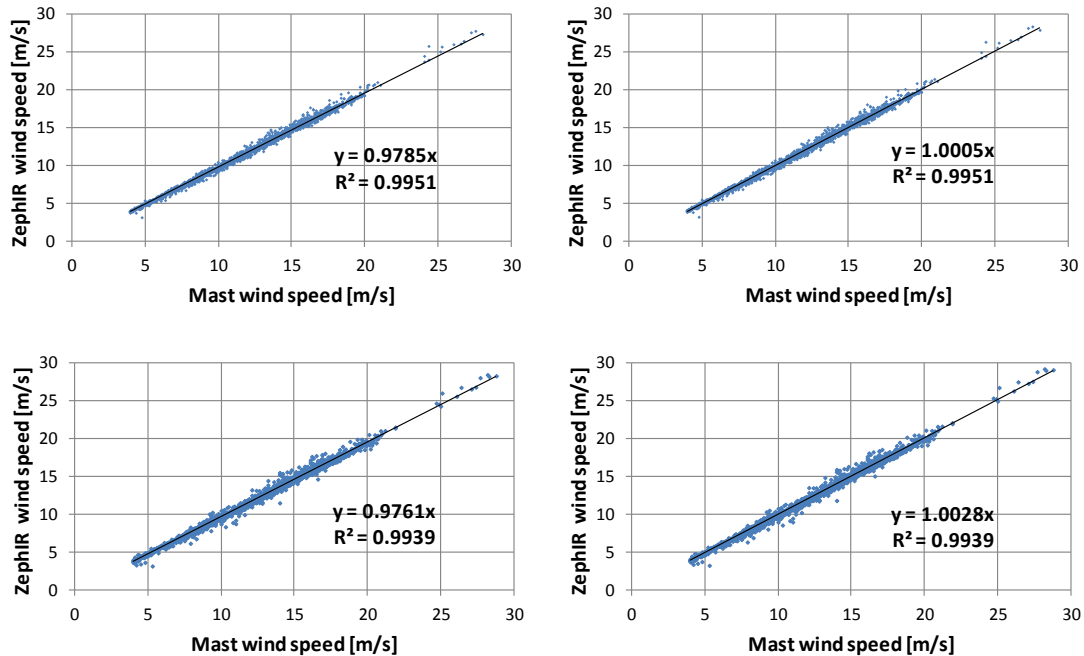 30
25
20
15
10
5
0
ZephIR wind speed [m/s]
y = 0.9785x
R² = 0.9951
0 5 10 15 20 25 30
Mast wind speed [m/s]
30
25
20
15
10
5
0
ZephIR wind speed [m/s]
y = 1.0005x
R² = 0.9951
0 5 10 15 20 25 30
Mast wind speed [m/s]
30
25
20
15
10
5
0
ZephIR wind speed [m/s]
y = 0.9761x
R² = 0.9939
0 5 10 15 20 25 30
Mast wind speed [m/s]
30
25
20
15
10
5
0
ZephIR wind speed [m/s]
y = 1.0028x
R² = 0.9939
0 5 10 15 20 25 30
Mast wind speed [m/s]